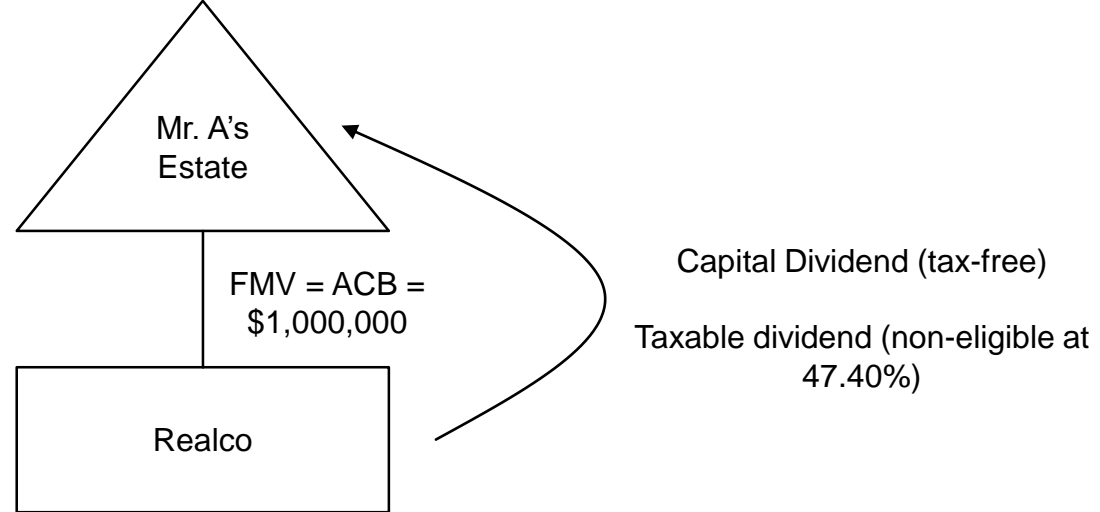 Mr. A’s
Estate
FMV = ACB =
$1,000,000
Capital Dividend (tax-free)
Taxable dividend (non-eligible at
47.40%)
Realco